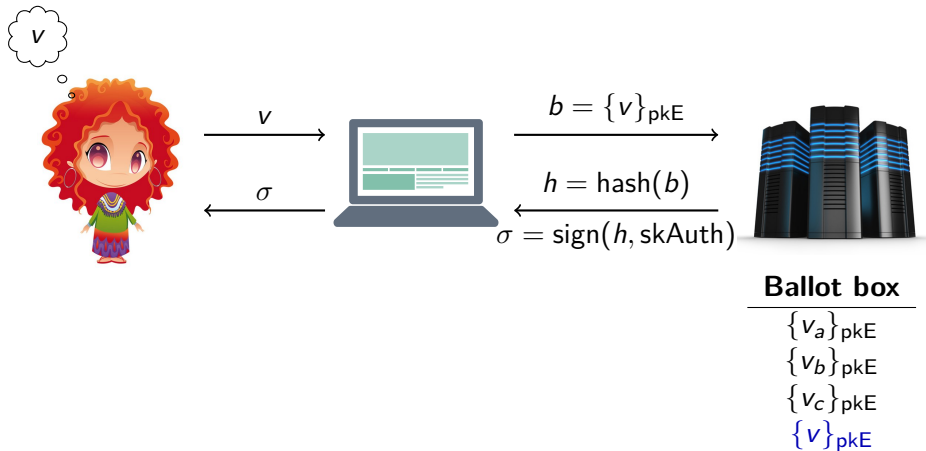 v
v
b = {v}pkE
h = hash(b)
σ
σ = sign(h, skAuth)
Ballot box
{va}pkE
{vb}pkE
{vc}pkE
{v}pkE